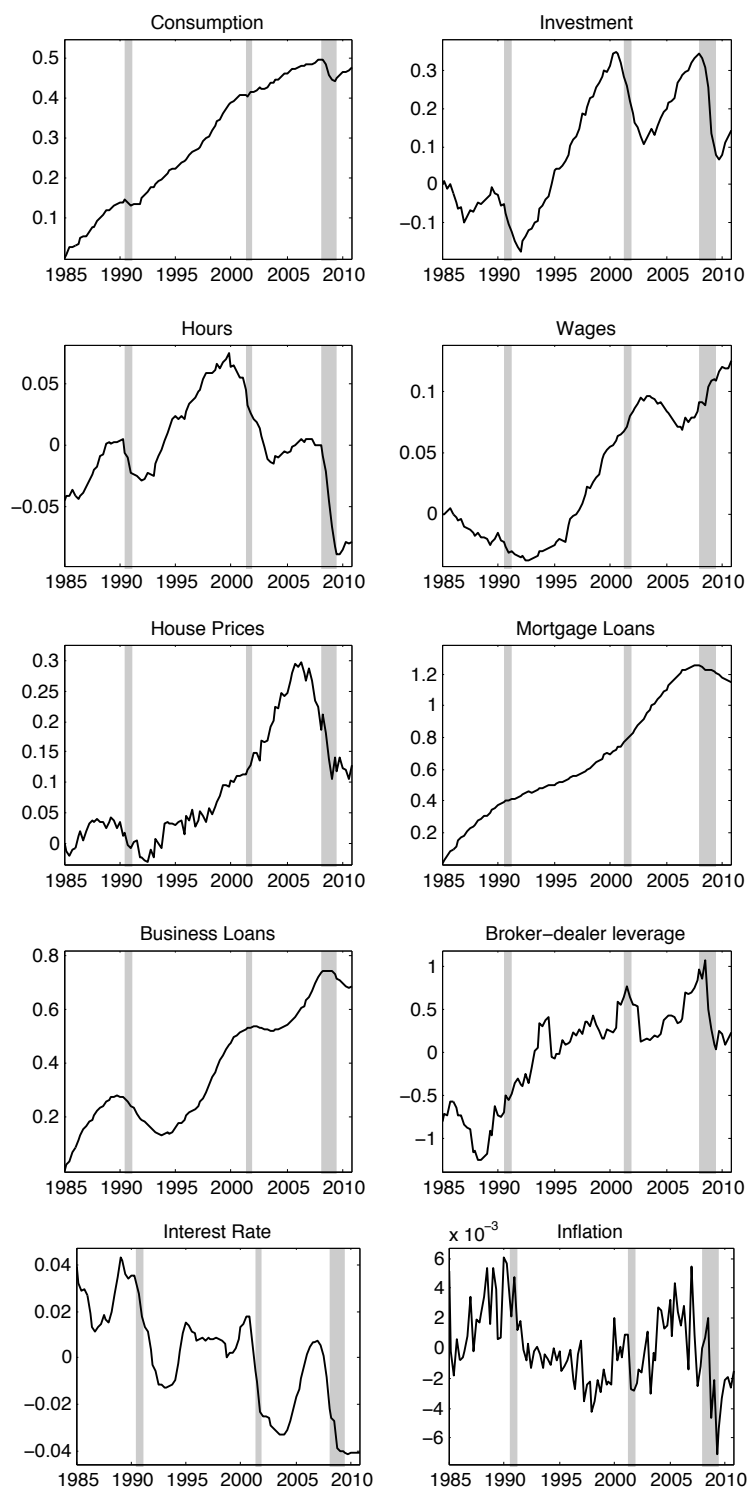 Consumption
0.5
0.4
0.3
0.2
0.1
1985 1990 1995 2000 2005 2010
Investment
0.3
0.2
0.1
0
−0.1
1985 1990 1995 2000 2005 2010
Hours
0.05
0
−0.05
1985 1990 1995 2000 2005 2010
Wages
0.1
0.05
0
1985 1990 1995 2000 2005 2010
House Prices
0.3
0.25
0.2
0.15
0.1
0.05
0
1985 1990 1995 2000 2005 2010
Mortgage Loans
1.2
1
0.8
0.6
0.4
0.2
1985 1990 1995 2000 2005 2010
Business Loans
0.8
0.6
0.4
0.2
1985 1990 1995 2000 2005 2010
Broker−dealer leverage
1
0.5
0
−0.5
−1
1985 1990 1995 2000 2005 2010
Interest Rate
0.04
0.02
0
−0.02
−0.04
1985 1990 1995 2000 2005 2010
x 10⁻³ Inflation
6
4
2
0
−2
−4
−6
1985 1990 1995 2000 2005 2010